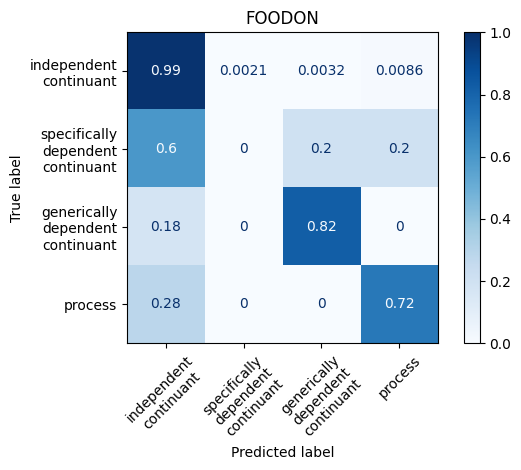 FOODON
True label
independent
continuant
0.99 0.0021 0.0032 0.0086
specifically
dependent
continuant
0.6 0 0.2 0.2
generically
dependent
continuant
0.18 0 0.82 0
process
0.28 0 0 0.72
independent
continuant
specifically
dependent
continuant
generically
dependent
continuant
process
Predicted label
1.0
0.8
0.6
0.4
0.2
0.0